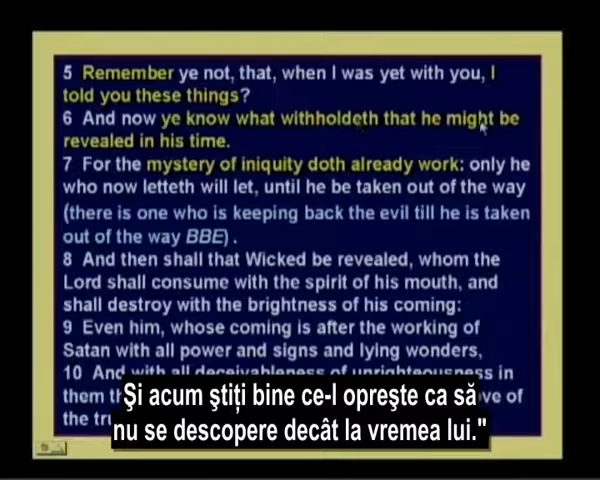 5 Remember ye not, that, when I was yet with you, I
told you these things?
6 And now ye know what withholdeth that he might be
revealed in his time.
7 For the mystery of iniquity doth already work: only he
who now letteth will let, until he be taken out of the way
(there is one who is keeping back the evil till he is taken
out of the way BBE).
8 And then shall that Wicked be revealed, whom the
Lord shall consume with the spirit of his mouth, and
shall destroy with the brightness of his coming:
9 Even him, whose coming is after the working of
Satan with all power and signs and lying wonders,
10 And with all deceivableness of unrighteousness in
them
of the
Şi acum ştiţi bine ce-l opreşte ca să
nu se descopere decât la vremea lui."